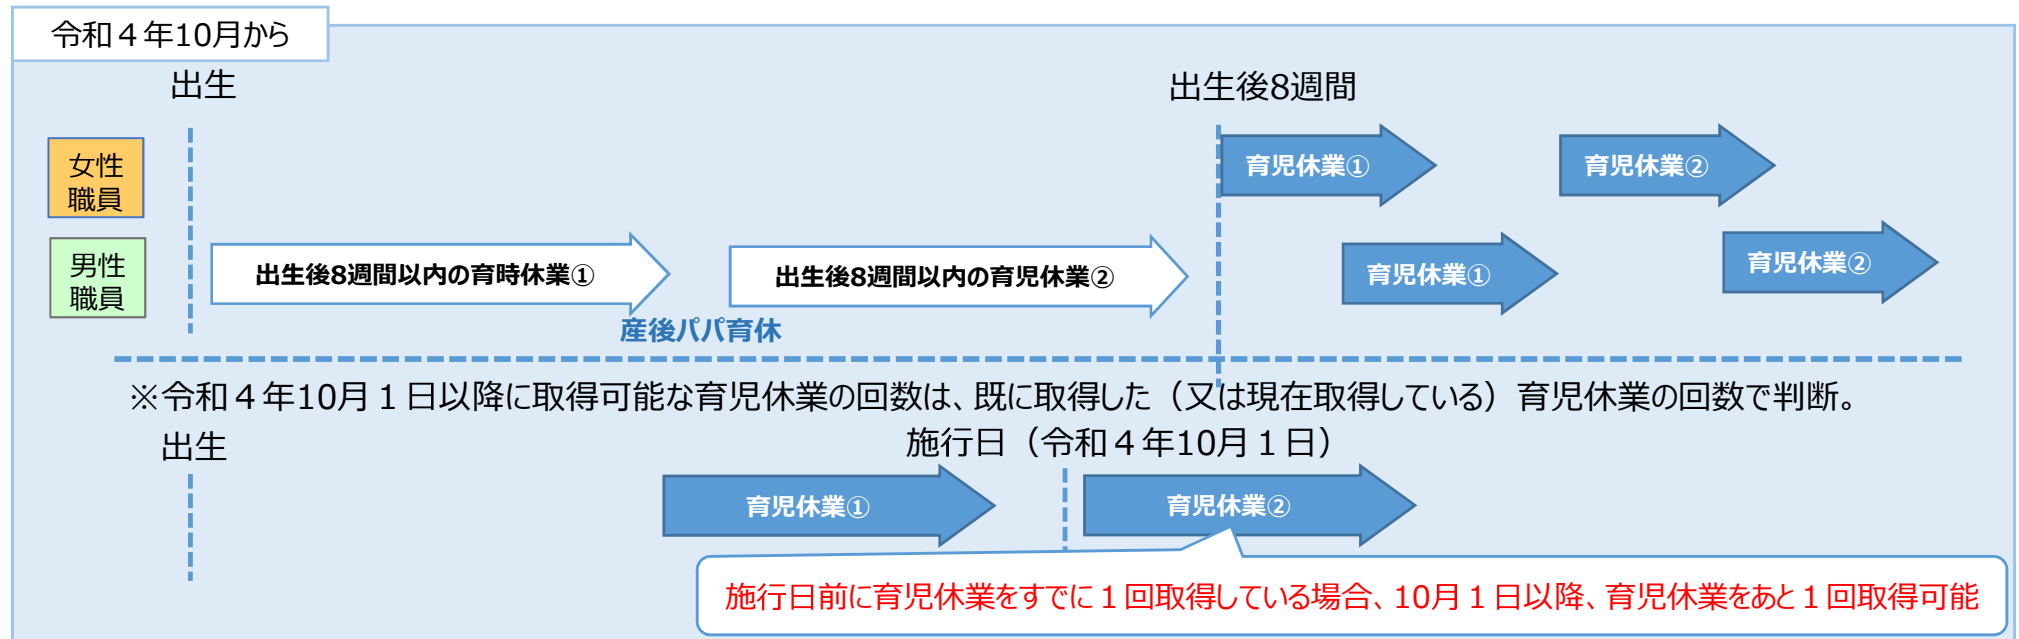 令和４年10月から
出生
出生後8週間
女性
職員
育児休業①
育児休業②
男性
職員
出生後8週間以内の育時休業①
出生後8週間以内の育児休業②
育児休業①
育児休業②
産後パパ育休
※令和４年10月１日以降に取得可能な育児休業の回数は、既に取得した（又は現在取得している）育児休業の回数で判断。
出生
施行日（令和４年10月１日）
育児休業①
育児休業②
施行日前に育児休業をすでに１回取得している場合、10月１日以降、育児休業をあと１回取得可能